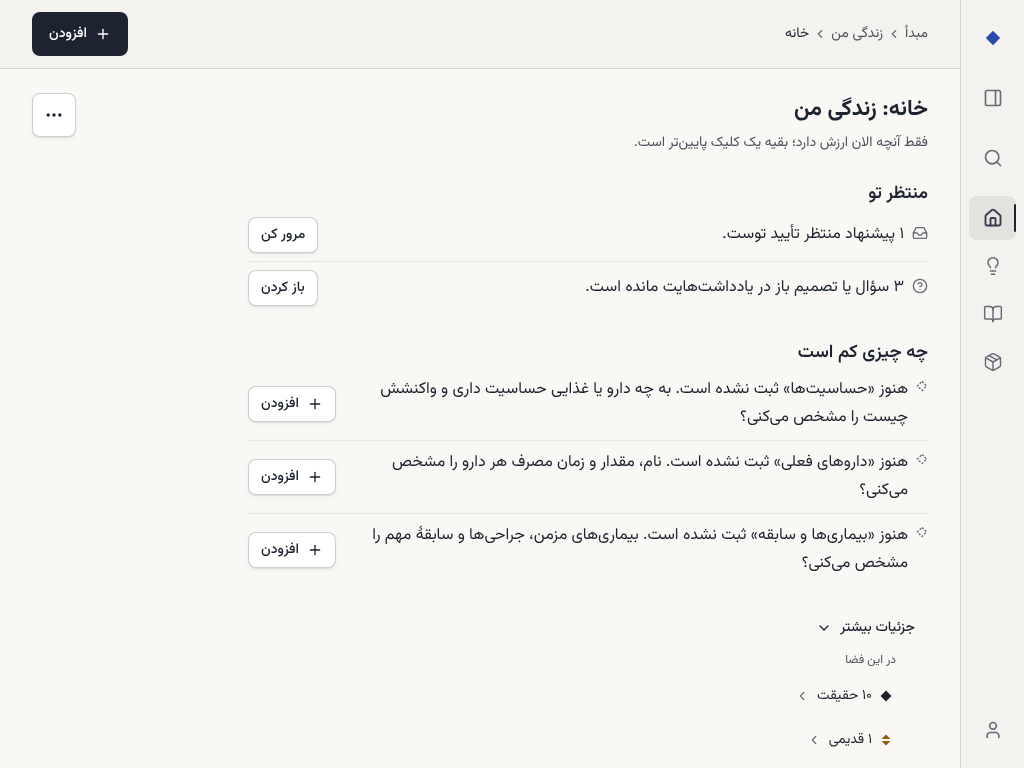 مبدأ
زندگی من
خانه
افزودن
خانه: زندگی من
فقط آنچه الان ارزش دارد؛ بقیه یک کلیک پایین‌تر است.
منتظر تو
۱ پیشنهاد منتظر تأیید توست.
مرور کن
۳ سؤال یا تصمیم باز در یادداشت‌هایت مانده است.
باز کردن
چه چیزی کم است
هنوز «حساسیت‌ها» ثبت نشده است. به چه دارو یا غذایی حساسیت داری و واکنشش
چیست را مشخص می‌کنی؟
افزودن
هنوز «داروهای فعلی» ثبت نشده است. نام، مقدار و زمان مصرف هر دارو را مشخص
می‌کنی؟
افزودن
هنوز «بیماری‌ها و سابقه» ثبت نشده است. بیماری‌های مزمن، جراحی‌ها و سابقهٔ مهم را
مشخص می‌کنی؟
افزودن
جزئیات بیشتر
در این فضا
۱۰ حقیقت
۱ قدیمی